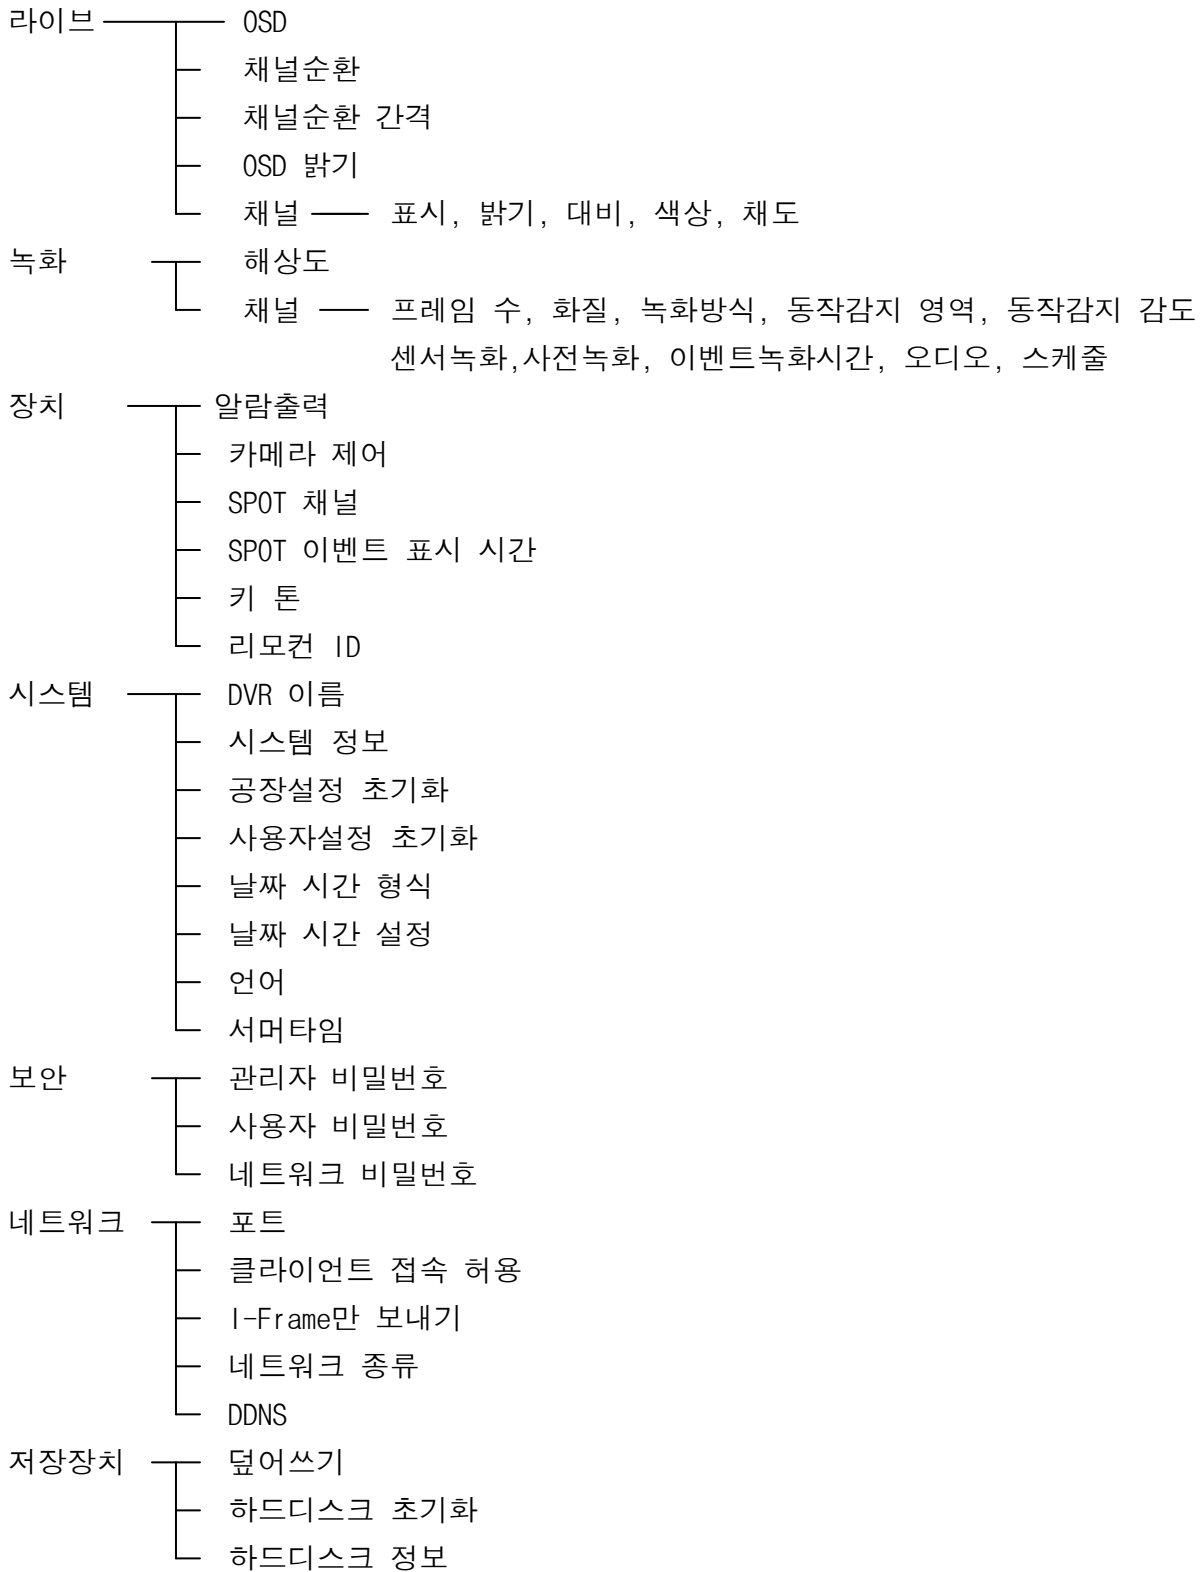 라이브 OSD
채널순환
채널순환 간격
OSD 밝기
채널 표시, 밝기, 대비, 색상, 채도
녹화 해상도
채널 프레임 수, 화질, 녹화방식, 동작감지 영역, 동작감지 감도
센서녹화,사전녹화, 이벤트녹화시간, 오디오, 스케줄
장치 알람출력
카메라 제어
SPOT 채널
SPOT 이벤트 표시 시간
키 톤
리모컨 ID
시스템 DVR 이름
시스템 정보
공장설정 초기화
사용자설정 초기화
날짜 시간 형식
날짜 시간 설정
언어
서머타임
보안 관리자 비밀번호
사용자 비밀번호
네트워크 비밀번호
네트워크 포트
클라이언트 접속 허용
I-Frame만 보내기
네트워크 종류
DDNS
저장장치 덮어쓰기
하드디스크 초기화
하드디스크 정보